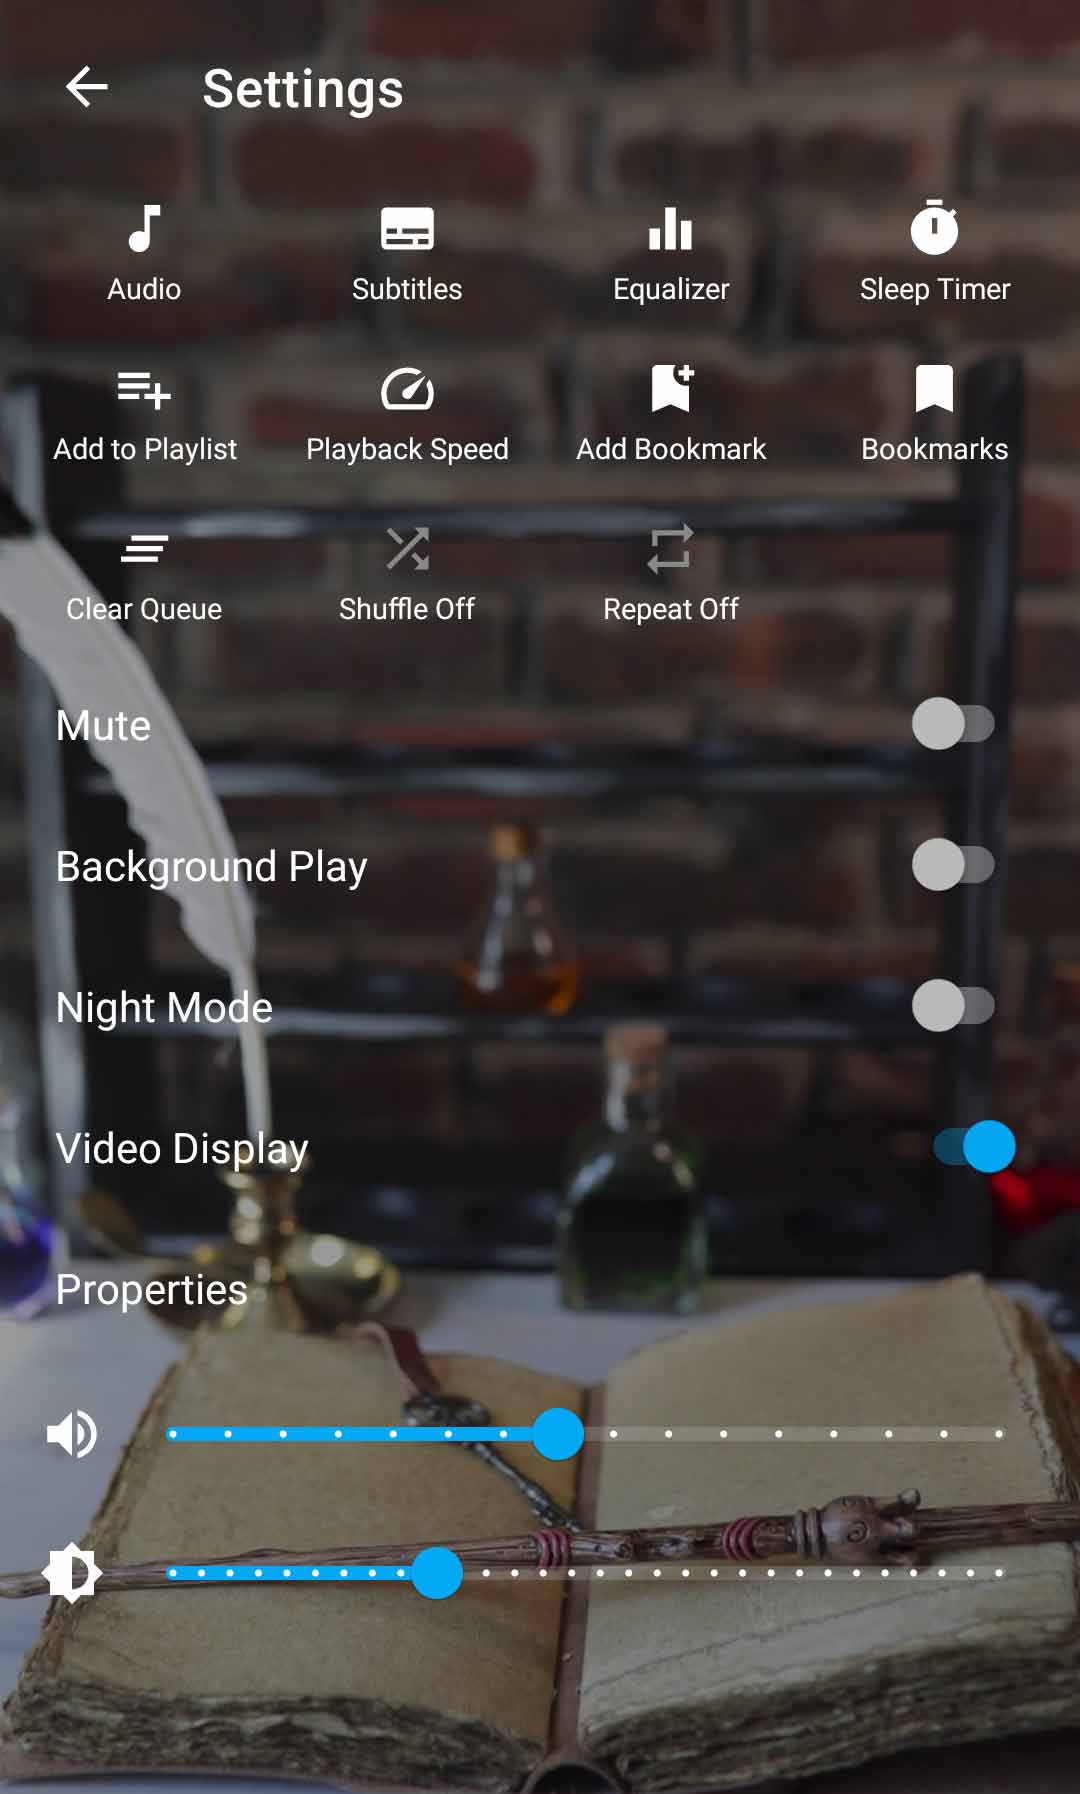 Settings
Audio
Subtitles
Equalizer
Sleep Timer
Add to Playlist
Playback Speed
Add Bookmark
Bookmarks
Clear Queue
Shuffle Off
Repeat Off
Mute
Background Play
Night Mode
Video Display
Properties